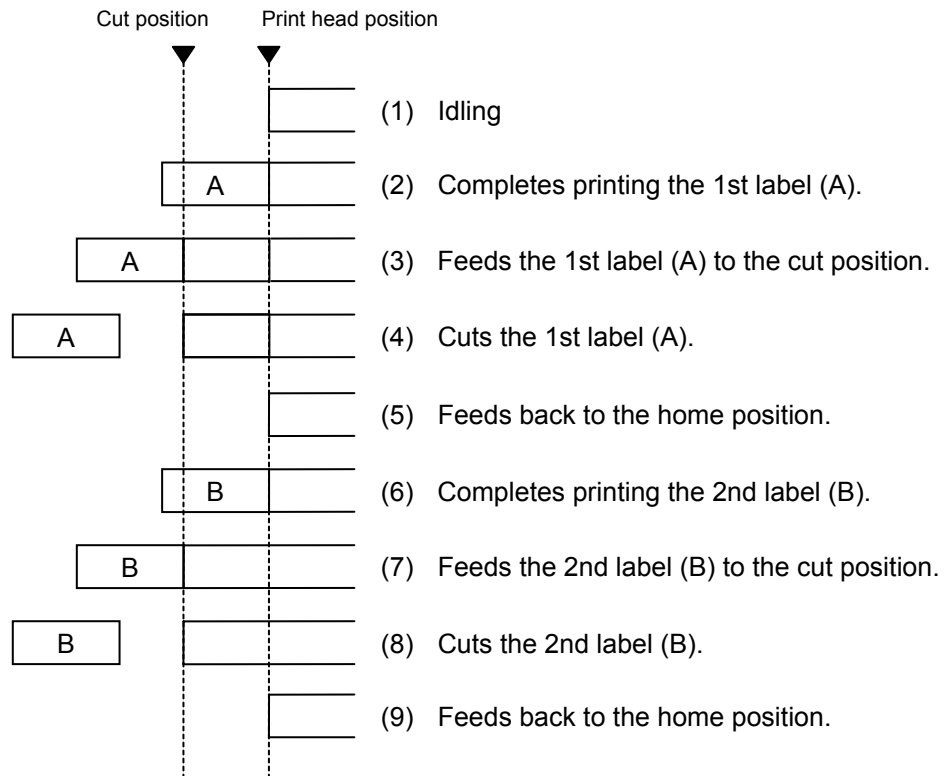 Cut position Print head position
(1) Idling
A (2) Completes printing the 1st label (A).
A (3) Feeds the 1st label (A) to the cut position.
A (4) Cuts the 1st label (A).
(5) Feeds back to the home position.
B (6) Completes printing the 2nd label (B).
B (7) Feeds the 2nd label (B) to the cut position.
B (8) Cuts the 2nd label (B).
(9) Feeds back to the home position.